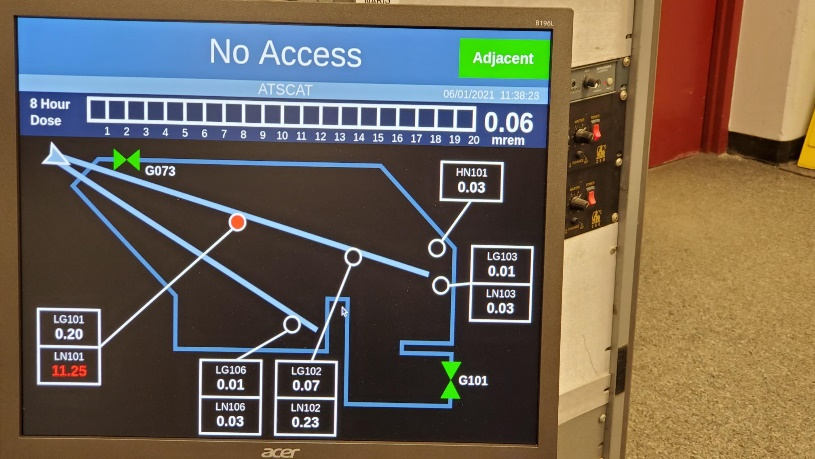 B196L
No Access
Adjacent
ATSCAT
06/01/2021 11:38:23
8 Hour
Dose
1 2 3 4 5 6 7 8 9 10 11 12 13 14 15 16 17 18 19 20
0.06
mrem
G073
HN101
0.03
LG103
0.01
LN103
0.03
LG101
0.20
LN101
11.25
LG106
0.01
LN106
0.03
LG102
0.07
LN102
0.23
G101
acer